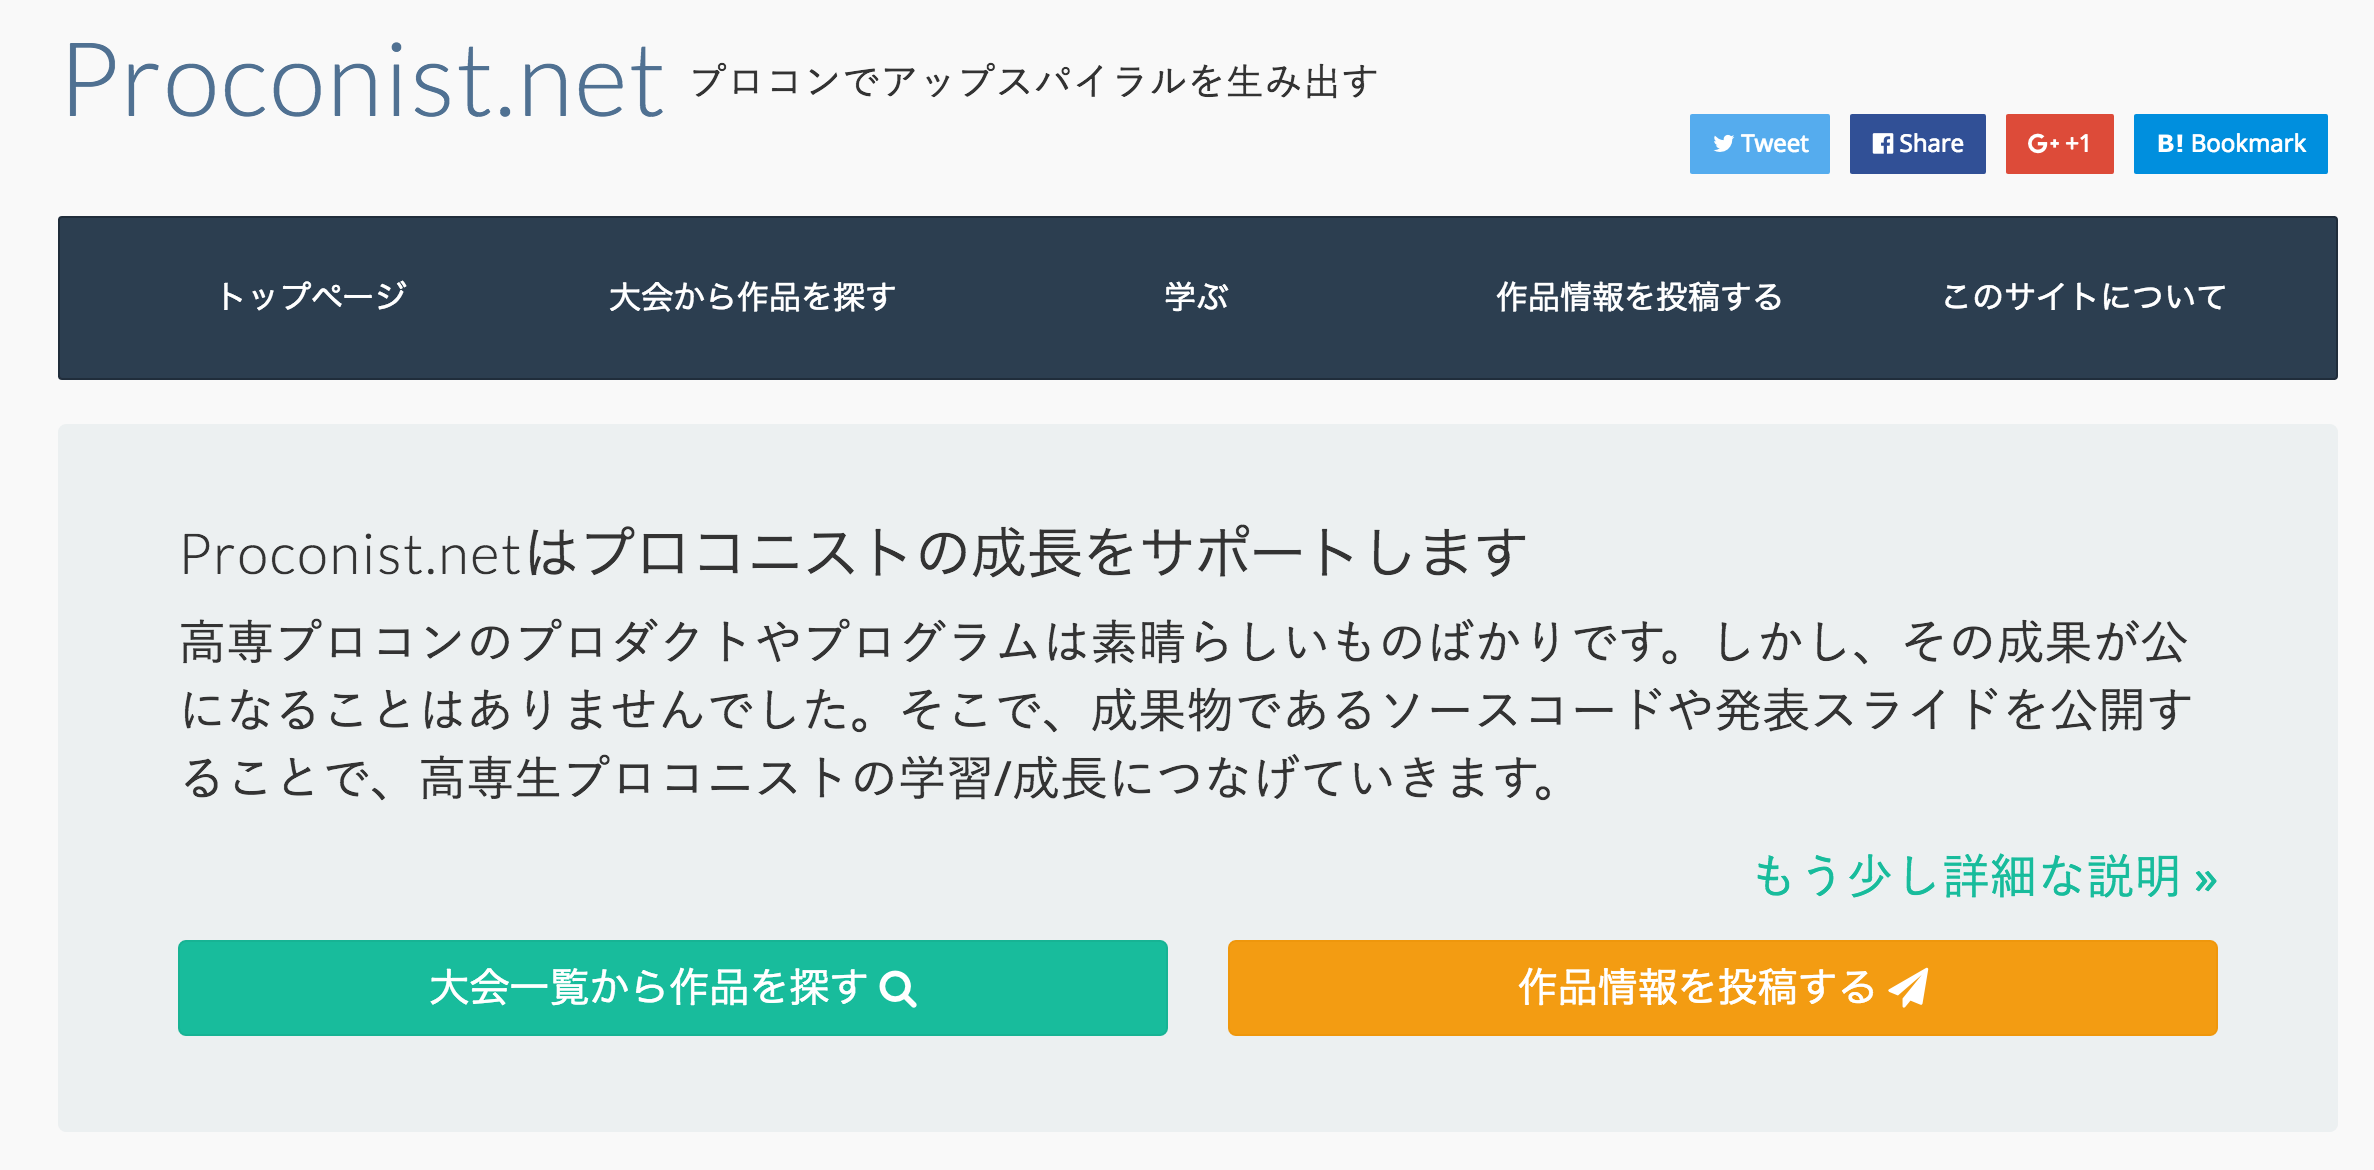 Proconist.net プロコンでアップスパイラルを生み出す
Tweet Share G+ +1 B! Bookmark
トップページ 大会から作品を探す 学ぶ 作品情報を投稿する このサイトについて
Proconist.netはプロコニストの成長をサポートします
高専プロコンのプロダクトやプログラムは素晴らしいものばかりです。しかし、その成果が公
になることはありませんでした。そこで、成果物であるソースコードや発表スライドを公開す
ることで、高専生プロコニストの学習/成長につなげていきます。
もう少し詳細な説明 »
大会一覧から作品を探す 作品情報を投稿する